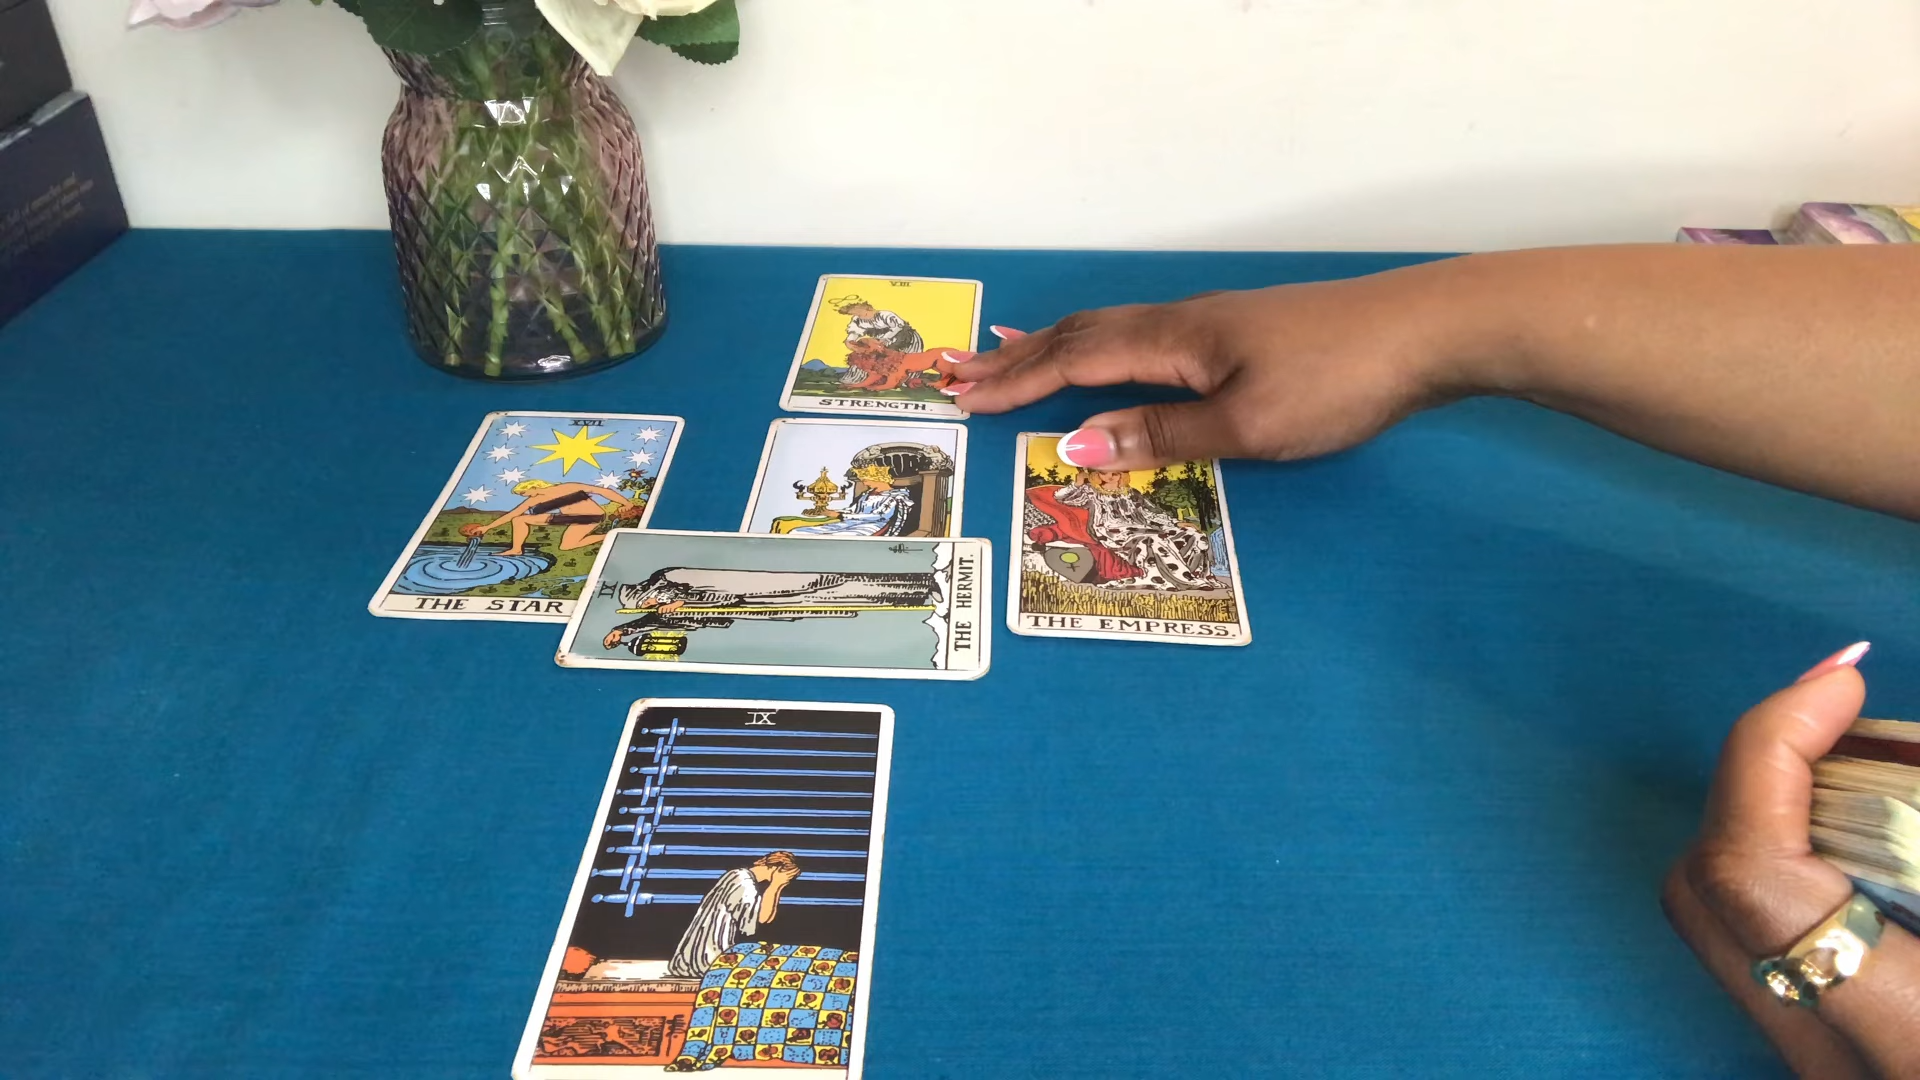 VIII
STRENGTH.
XVII
THE STAR
IX
THE HERMIT.
THE EMPRESS.
IX